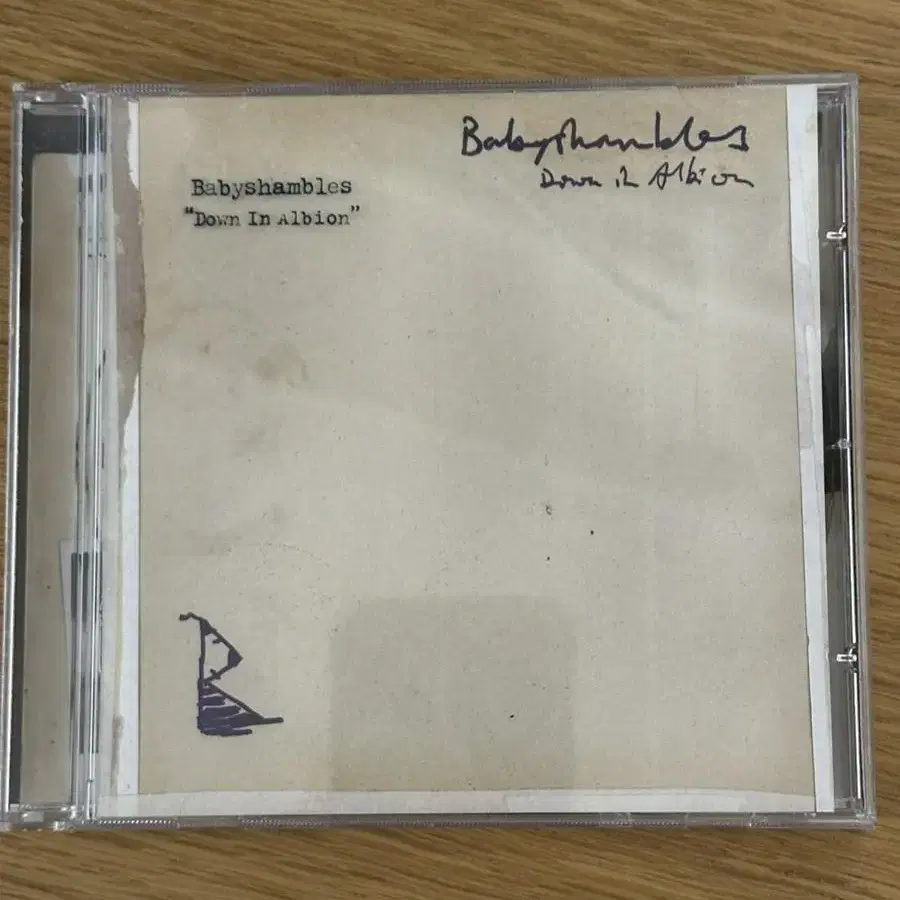 Babyshambles
Down in Albion
Babyshambles
"Down In Albion"